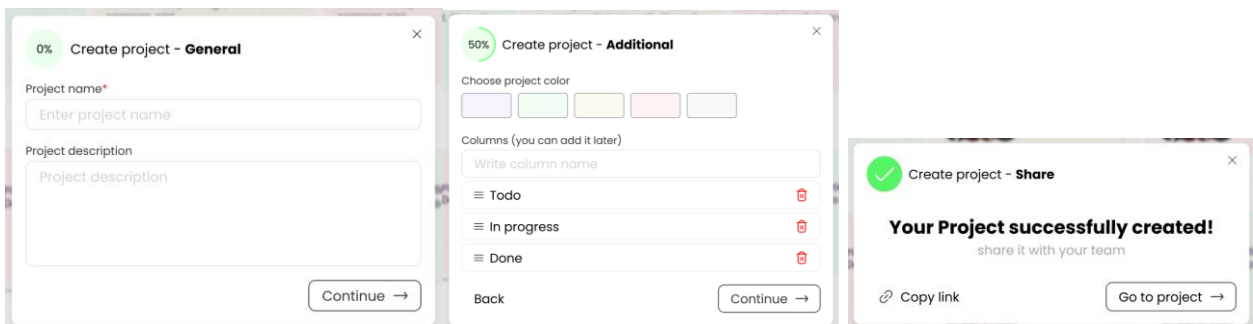 0% Create project - General
Project name*
Enter project name
Project description
Project description
Continue →
50% Create project - Additional
Choose project color
Columns (you can add it later)
Write column name
Todo
In progress
Done
Back Continue →
Create project - Share
Your Project successfully created!
share it with your team
Copy link Go to project →